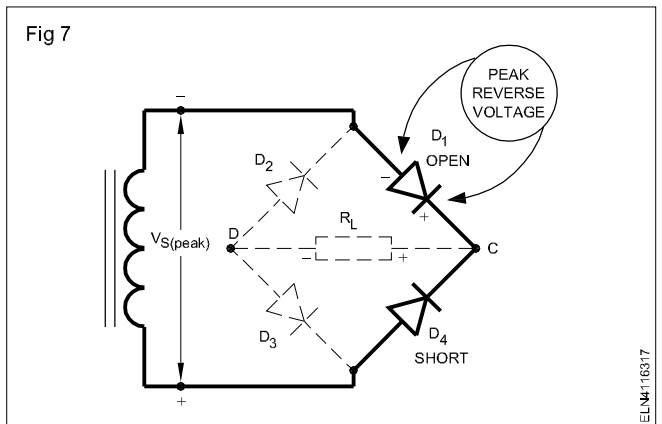 Fig 7
PEAK
REVERSE
VOLTAGE
–
D1
OPEN
–
+
D2
VS(peak)
D
RL
–
+
C
D3
D4
SHORT
+
ELN4116317